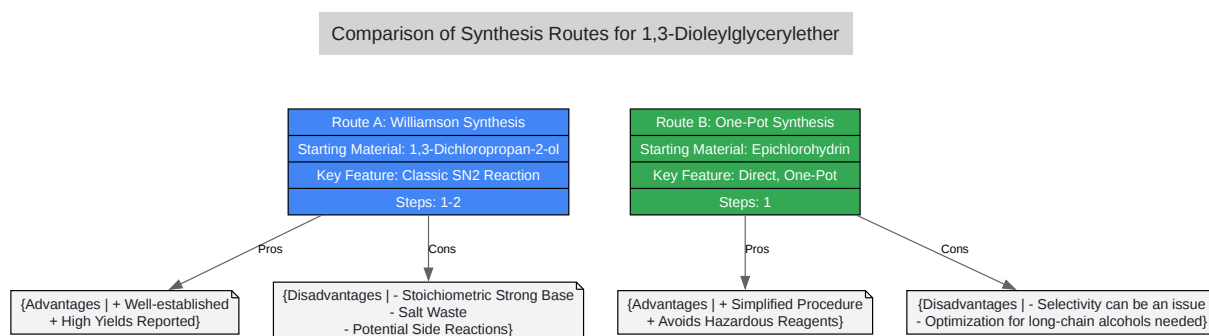 Comparison of Synthesis Routes for 1,3-Dioleylglycerylether
Route A: Williamson Synthesis
Starting Material: 1,3-Dichloropropan-2-ol
Key Feature: Classic SN2 Reaction
Steps: 1-2
Route B: One-Pot Synthesis
Starting Material: Epichlorohydrin
Key Feature: Direct, One-Pot
Steps: 1
Pros
Cons
Pros
Cons
{Advantages | + Well-established
+ High Yields Reported}
{Disadvantages | - Stoichiometric Strong Base
- Salt Waste
- Potential Side Reactions}
{Advantages | + Simplified Procedure
+ Avoids Hazardous Reagents}
{Disadvantages | - Selectivity can be an issue
- Optimization for long-chain alcohols needed}